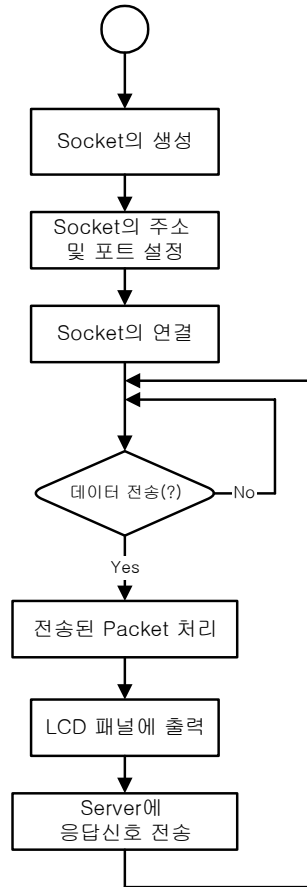 Socket의 생성
Socket의 주소
및 포트 설정
Socket의 연결
데이터 전송(?)
No
Yes
전송된 Packet 처리
LCD 패널에 출력
Server에
응답신호 전송